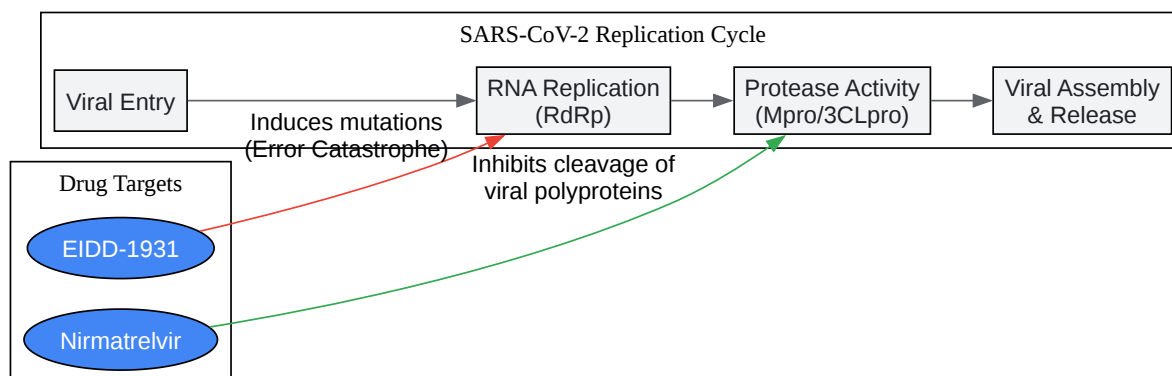 SARS-CoV-2 Replication Cycle
Viral Entry
RNA Replication
(RdRp)
Protease Activity
(Mpro/3CLpro)
Viral Assembly
& Release
Induces mutations
(Error Catastrophe)
Inhibits cleavage of
viral polyproteins
Drug Targets
EIDD-1931
Nirmatrelvir